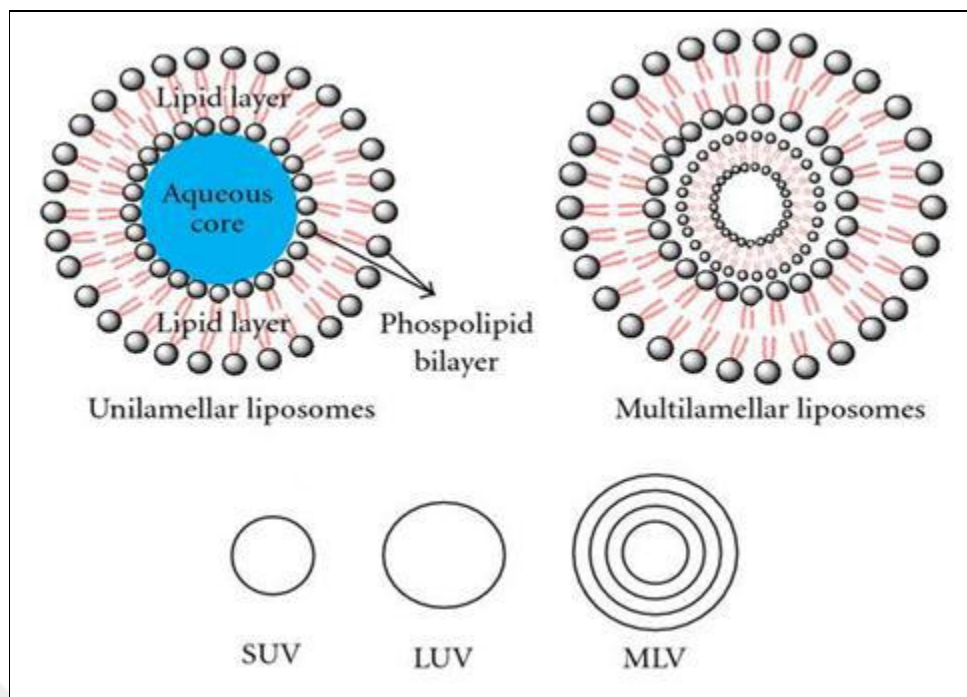 Lipid layer
Aqueous
core
Lipid layer
Phospolipid
bilayer
Unilamellar liposomes
Multilamellar liposomes
SUV
LUV
MLV